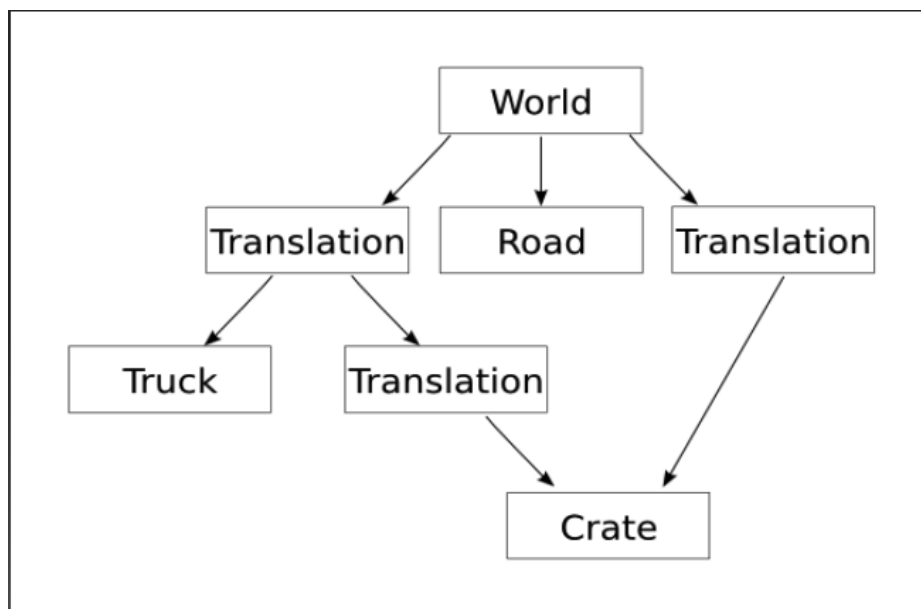 World
Translation
Road
Translation
Truck
Translation
Crate